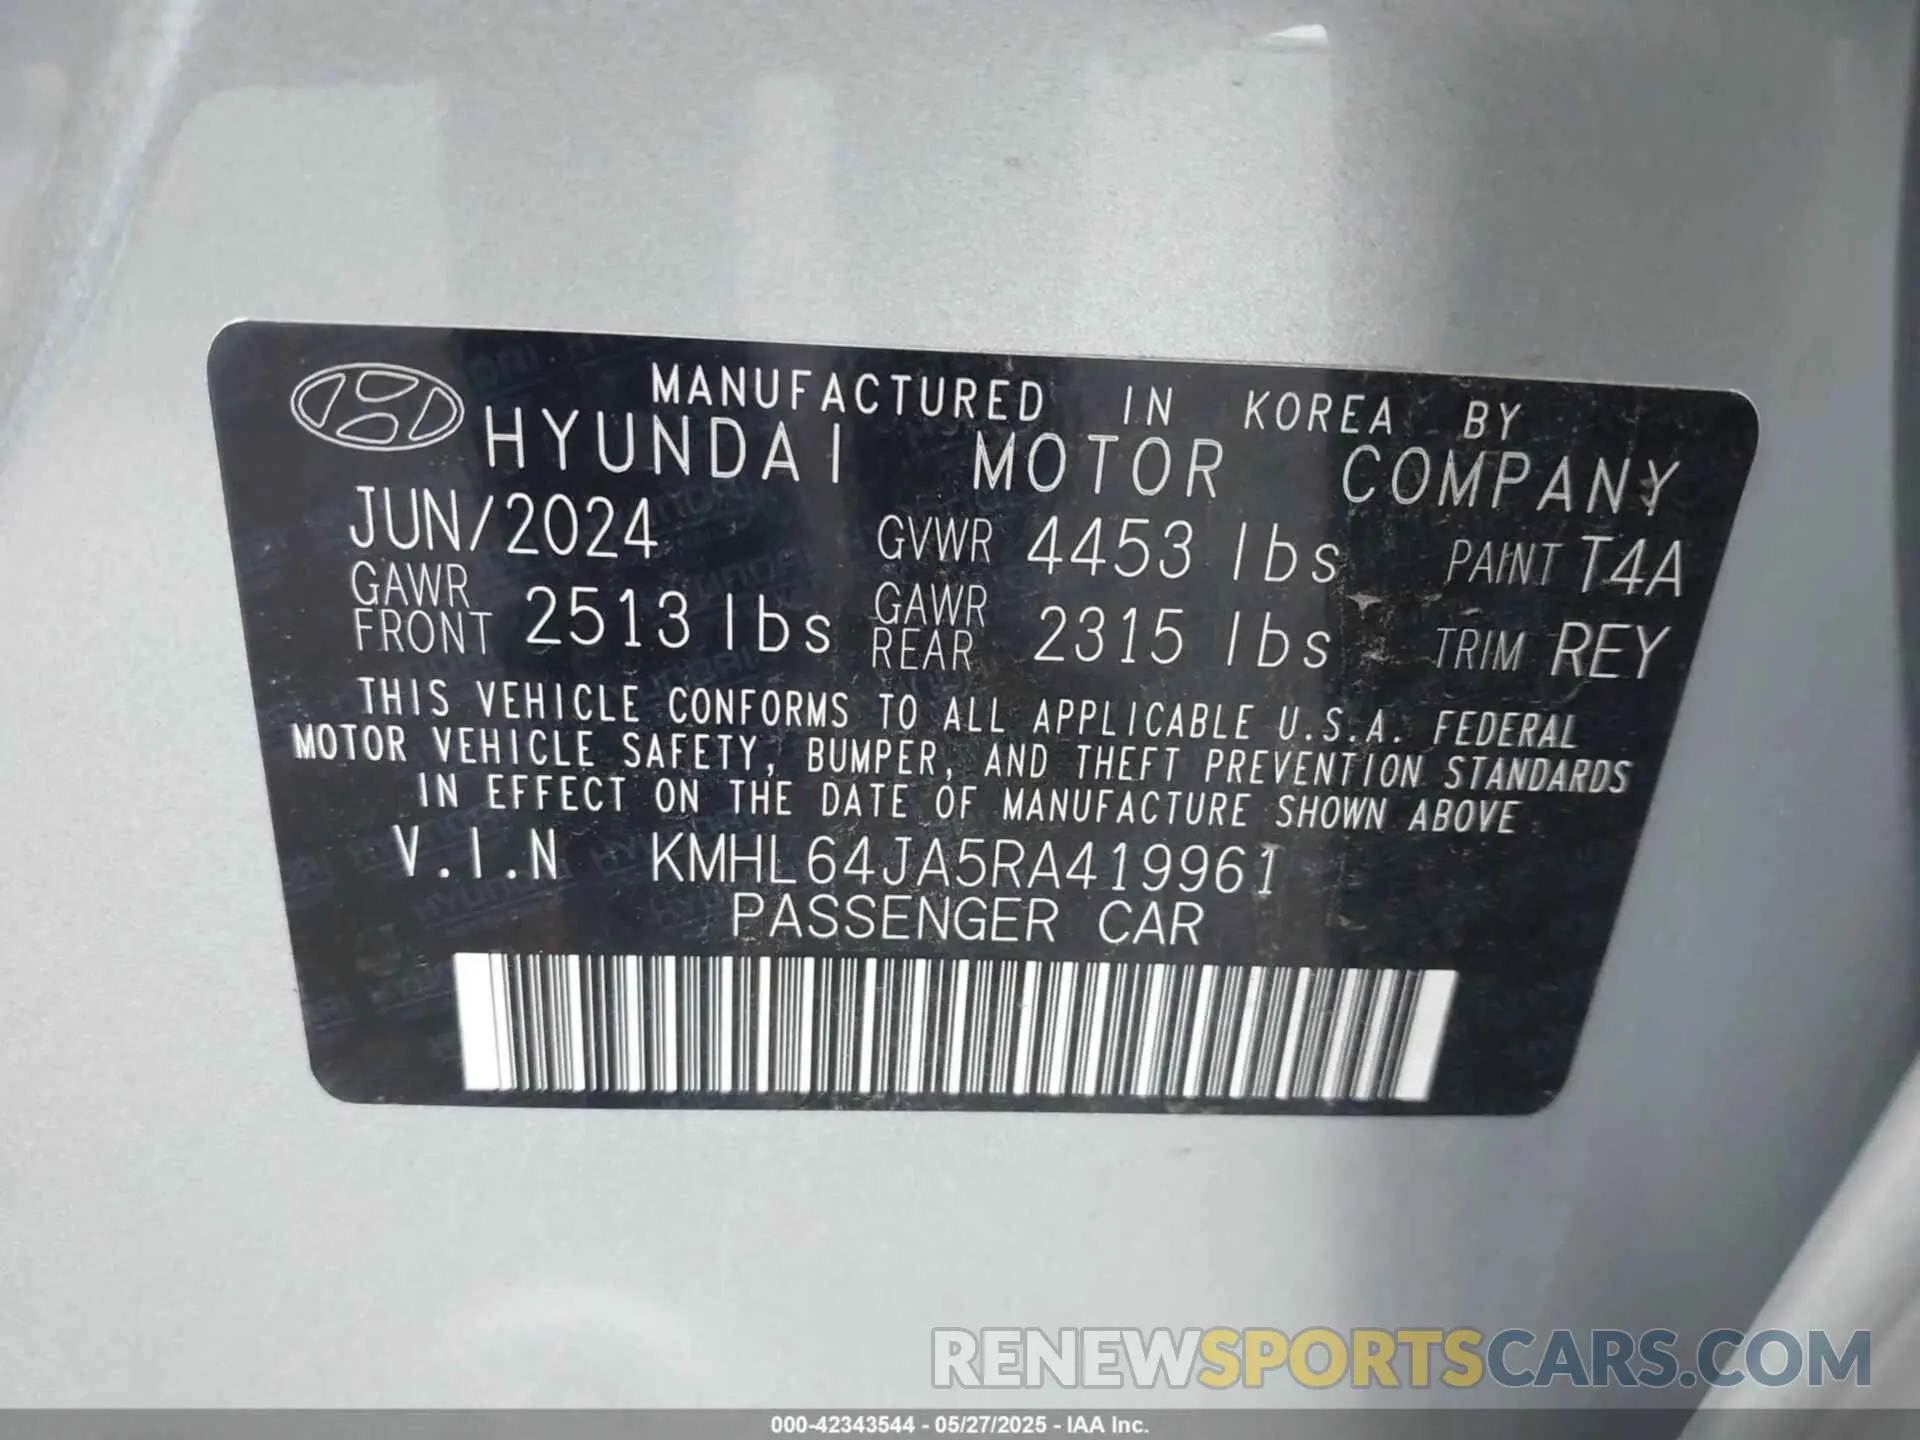 MANUFACTURED IN KOREA BY
HYUNDAI MOTOR COMPANY
JUN/2024 GVWR 4453 lbs PAINT T4A
GAWR FRONT 2513 lbs GAWR REAR 2315 lbs TRIM REY
THIS VEHICLE CONFORMS TO ALL APPLICABLE U.S.A. FEDERAL
MOTOR VEHICLE SAFETY, BUMPER, AND THEFT PREVENTION STANDARDS
IN EFFECT ON THE DATE OF MANUFACTURE SHOWN ABOVE
V.I.N KMHL64JA5RA419961
PASSENGER CAR
RENEWSPORTSCARS.COM
000-42343544 - 05/27/2025 - IAA Inc.